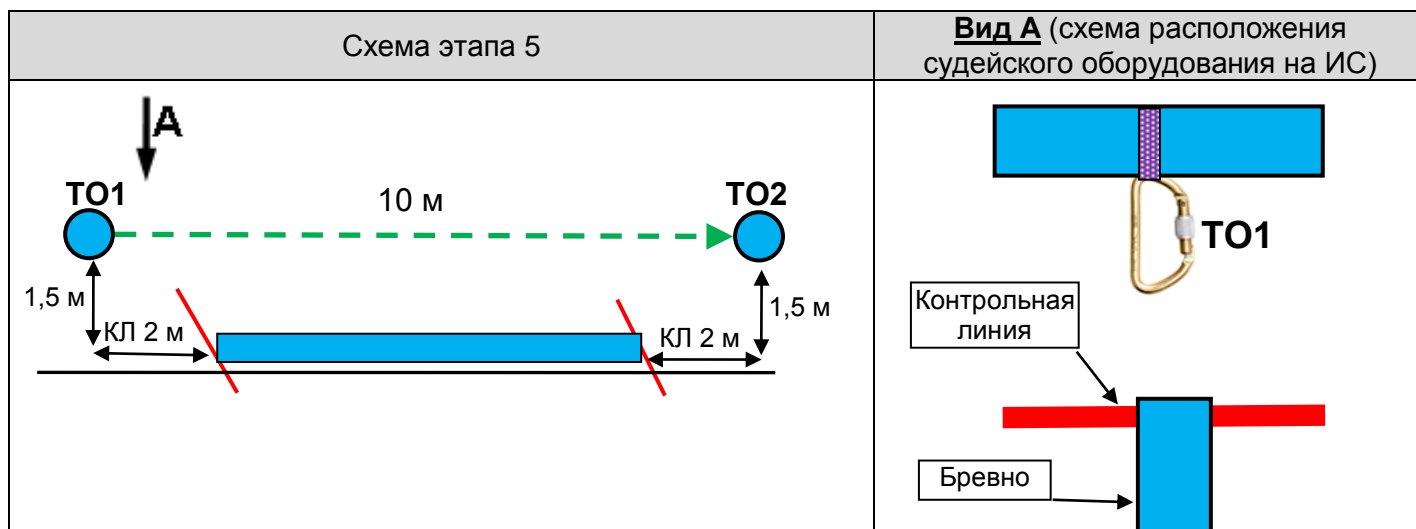 Схема этапа 5
Вид А (схема расположения
судейского оборудования на ИС)
А
ТО1
10 м
ТО2
1,5 м
КЛ 2 м
КЛ 2 м
1,5 м
ТО1
Контрольная
линия
Бревно